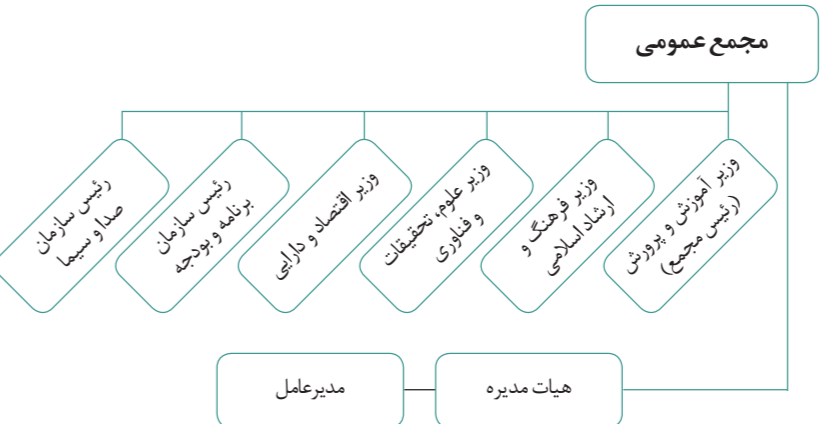 مجمع عمومی
وزیر آموزش و پرورش
(رئیس مجمع)
وزیر فرهنگ و
ارشاد اسلامی
وزیر علوم، تحقیقات
و فناوری
وزیر اقتصاد و دارایی
رئیس سازمان
برنامه و بودجه
رئیس سازمان
صدا و سیما
هیات مدیره
مدیرعامل